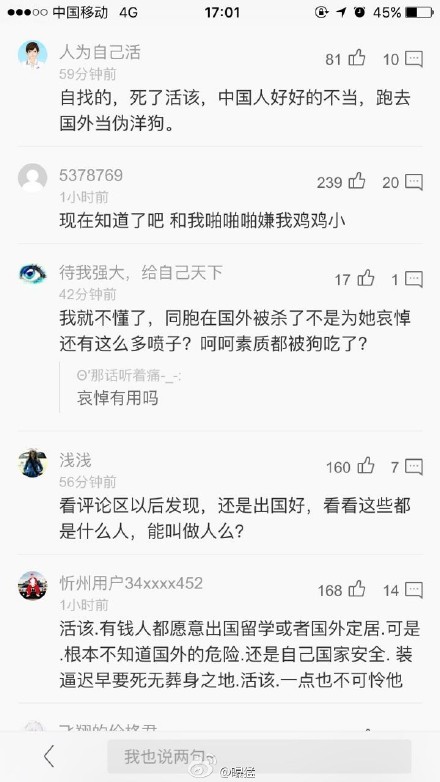 中国移动 4G 17:01 45%
人为自己活 81 10
59分钟前
自找的，死了活该，中国人好好的不当，跑去
国外当伪洋狗。
5378769 239 20
1小时前
现在知道了吧 和我啪啪啪嫌我鸡鸡小
待我强大，给自己天下 17 1
42分钟前
我就不懂了，同胞在国外被杀了不是为她哀悼
还有这么多喷子？呵呵素质都被狗吃了？
Θ'那话听着痛-_-:
哀悼有用吗
浅浅 160 7
56分钟前
看评论区以后发现，还是出国好，看看这些都
是什么人，能叫做人么？
忻州用户34xxxx452 168 14
1小时前
活该.有钱人都愿意出国留学或者国外定居.可是
.根本不知道国外的危险.还是自己国家安全. 装
逼迟早要死无葬身之地.活该.一点也不可怜他
我也说两句~